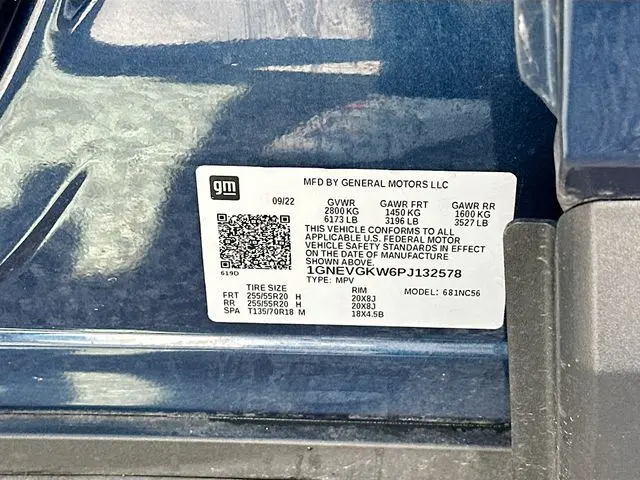 gm
MFD BY GENERAL MOTORS LLC
09/22 GVWR GAWR FRT GAWR RR
2800 KG 1450 KG 1600 KG
6173 LB 3196 LB 3527 LB
THIS VEHICLE CONFORMS TO ALL
APPLICABLE U.S. FEDERAL MOTOR
VEHICLE SAFETY STANDARDS IN EFFECT
ON THE DATE OF MANUFACTURE
SHOWN ABOVE.
619D
1GNEVGKW6PJ132578
TYPE: MPV
MODEL: 681NC56
TIRE SIZE RIM
FRT 255/55R20 H 20X8J
RR 255/55R20 H 20X8J
SPA T135/70R18 M 18X4.5B